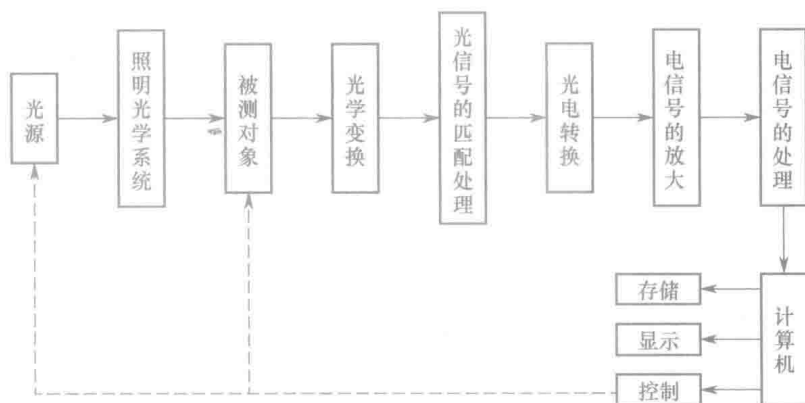 光源
照明光学系统
被测对象
光学变换
光信号的匹配处理
光电转换
电信号的放大
电信号的处理
计算机
存储
显示
控制